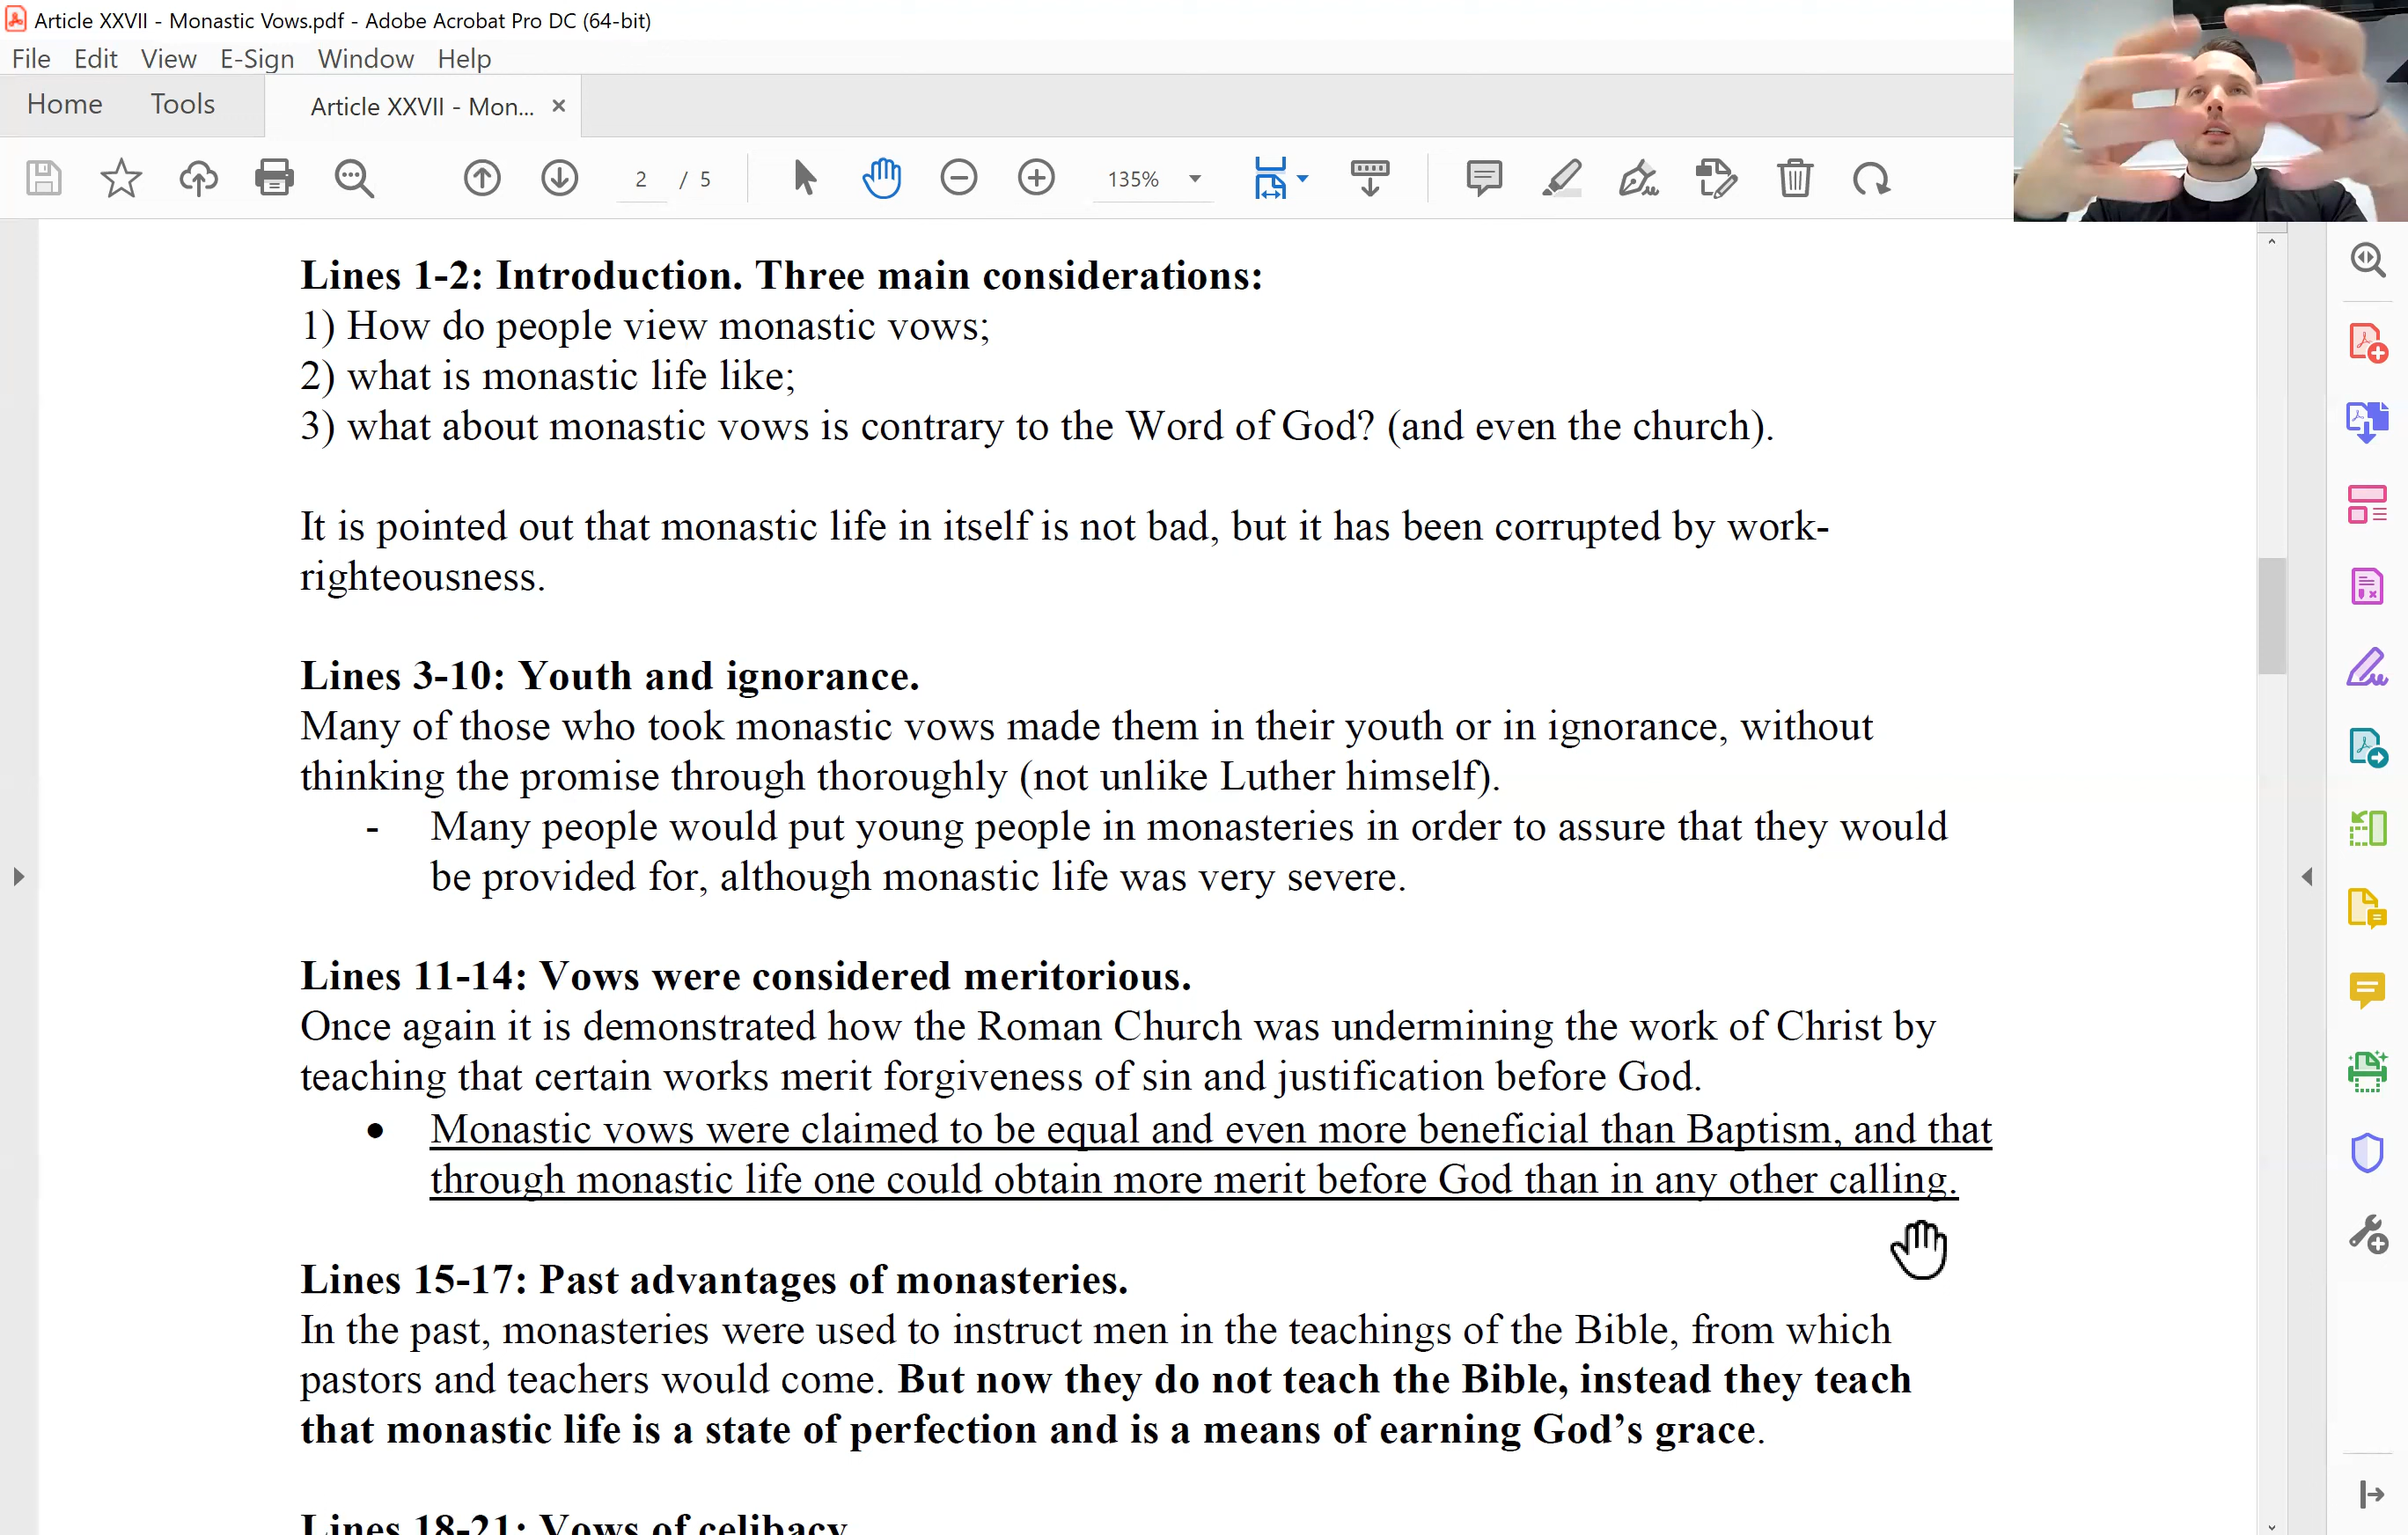 Article XXVII - Monastic Vows.pdf - Adobe Acrobat Pro DC (64-bit)
File Edit View E-Sign Window Help
Home Tools Article XXVII - Mon... ×
2 / 5 135%
Lines 1-2: Introduction. Three main considerations:
1) How do people view monastic vows;
2) what is monastic life like;
3) what about monastic vows is contrary to the Word of God? (and even the church).
It is pointed out that monastic life in itself is not bad, but it has been corrupted by work-
righteousness.
Lines 3-10: Youth and ignorance.
Many of those who took monastic vows made them in their youth or in ignorance, without
thinking the promise through thoroughly (not unlike Luther himself).
- Many people would put young people in monasteries in order to assure that they would
be provided for, although monastic life was very severe.
Lines 11-14: Vows were considered meritorious.
Once again it is demonstrated how the Roman Church was undermining the work of Christ by
teaching that certain works merit forgiveness of sin and justification before God.
• Monastic vows were claimed to be equal and even more beneficial than Baptism, and that
through monastic life one could obtain more merit before God than in any other calling.
Lines 15-17: Past advantages of monasteries.
In the past, monasteries were used to instruct men in the teachings of the Bible, from which
pastors and teachers would come. But now they do not teach the Bible, instead they teach
that monastic life is a state of perfection and is a means of earning God’s grace.
Lines 18-21: Vows of celibacy